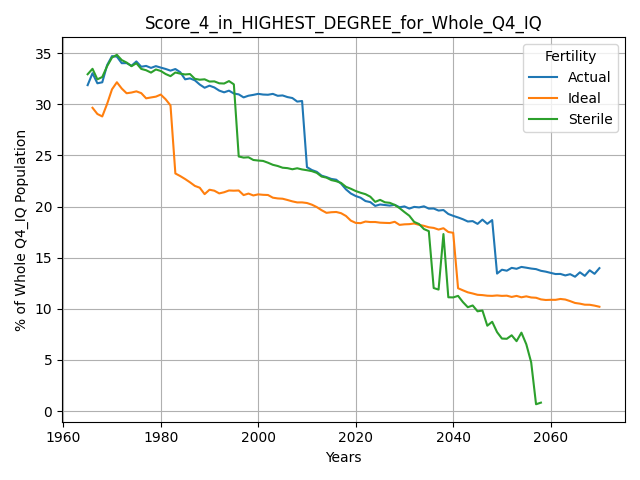 Score_4_in_HIGHEST_DEGREE_for_Whole_Q4_IQ
% of Whole Q4_IQ Population
35
30
25
20
15
10
5
0
Fertility
Actual
Ideal
Sterile
1960 1980 2000 2020 2040 2060
Years